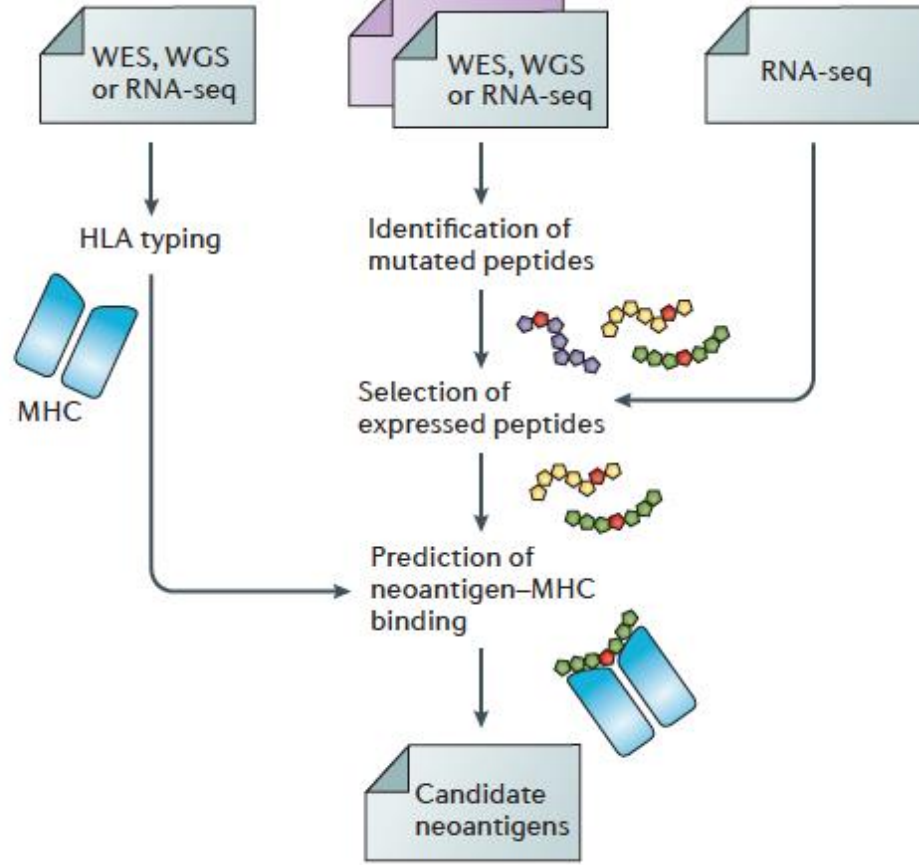 WES, WGS
or RNA-seq
WES, WGS
or RNA-seq
RNA-seq
HLA typing
Identification of
mutated peptides
MHC
Selection of
expressed peptides
Prediction of
neoantigen–MHC
binding
Candidate
neoantigens